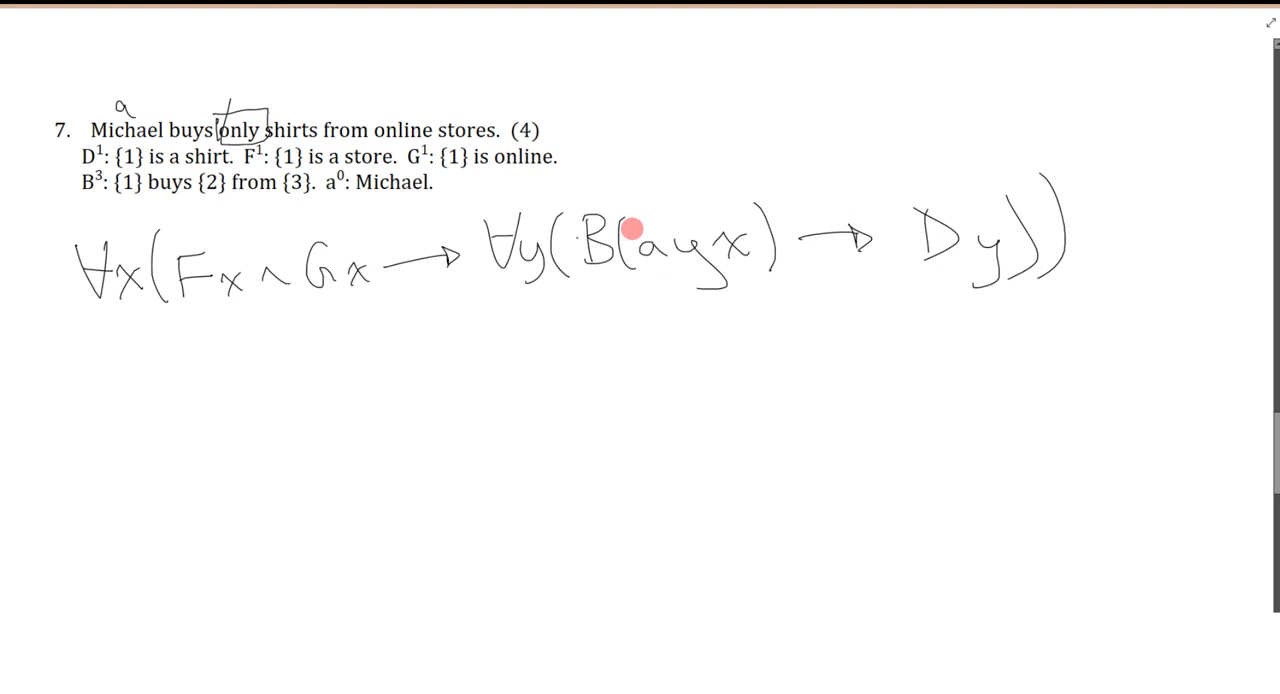 a
7. Michael buys only shirts from online stores. (4)
D¹: {1} is a shirt. F¹: {1} is a store. G¹: {1} is online.
B³: {1} buys {2} from {3}. a⁰: Michael.
∀x(Fx ∧ Gx → ∀y(B(ayx) → Dy))